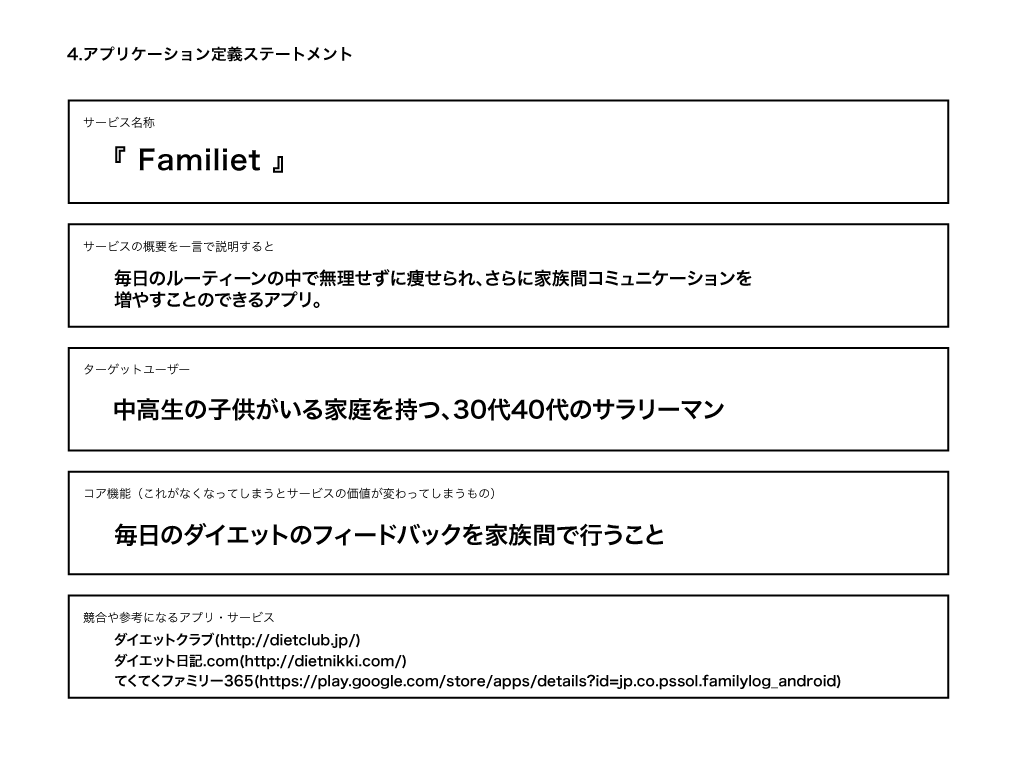 4.アプリケーション定義ステートメント
サービス名称
『 Familiet 』
サービスの概要を一言で説明すると
毎日のルーティーンの中で無理せずに痩せられ、さらに家族間コミュニケーションを
増やすことのできるアプリ。
ターゲットユーザー
中高生の子供がいる家庭を持つ、30代40代のサラリーマン
コア機能（これがなくなってしまうとサービスの価値が変わってしまうもの）
毎日のダイエットのフィードバックを家族間で行うこと
競合や参考になるアプリ・サービス
ダイエットクラブ(http://dietclub.jp/)
ダイエット日記.com(http://dietnikki.com/)
てくてくファミリー365(https://play.google.com/store/apps/details?id=jp.co.pssol.familylog_android)